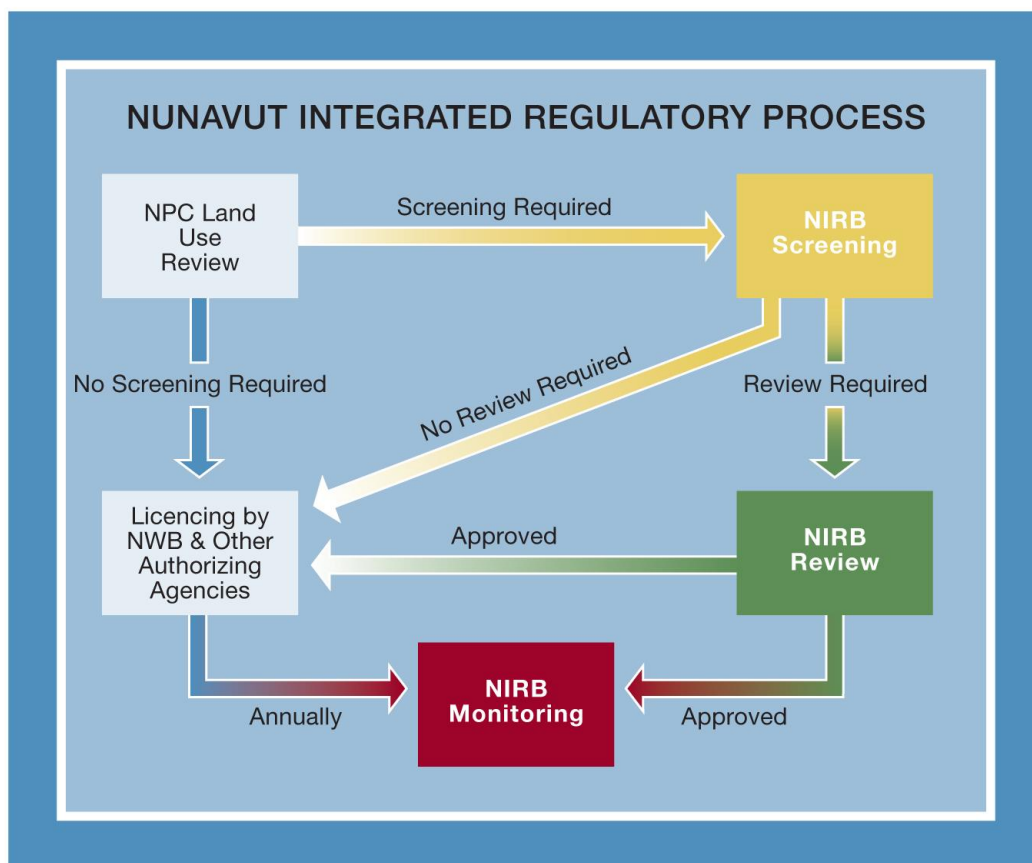 NUNAVUT INTEGRATED REGULATORY PROCESS
NPC Land
Use
Review
Screening Required
NIRB
Screening
No Screening Required
No Review Required
Review Required
Licencing by
NWB & Other
Authorizing
Agencies
Approved
NIRB
Review
Annually
NIRB
Monitoring
Approved